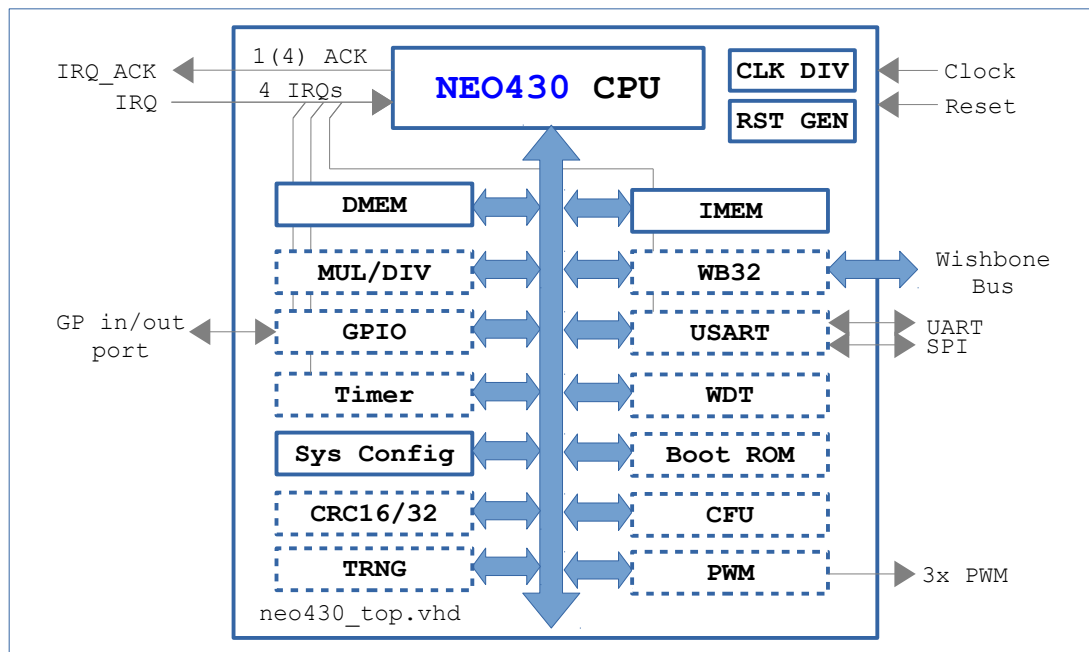 1(4) ACK
IRQ_ACK
IRQ
4 IRQs
NEO430 CPU
CLK DIV
Clock
RST GEN
Reset
DMEM
IMEM
MUL/DIV
WB32
Wishbone
Bus
GP in/out
port
GPIO
USART
UART
SPI
Timer
WDT
Sys Config
Boot ROM
CRC16/32
CFU
TRNG
PWM
3x PWM
neo430_top.vhd